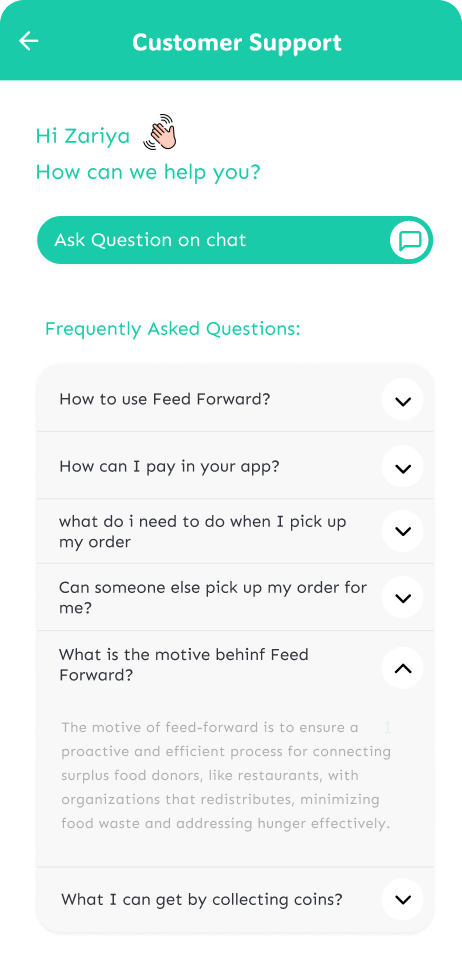 Customer Support
Hi Zariya
How can we help you?
Ask Question on chat
Frequently Asked Questions:
How to use Feed Forward?
How can I pay in your app?
what do i need to do when I pick up
my order
Can someone else pick up my order for
me?
What is the motive behinf Feed
Forward?
The motive of feed-forward is to ensure a
1
proactive and efficient process for connecting
surplus food donors, like restaurants, with
organizations that redistributes, minimizing
food waste and addressing hunger effectively.
What I can get by collecting coins?